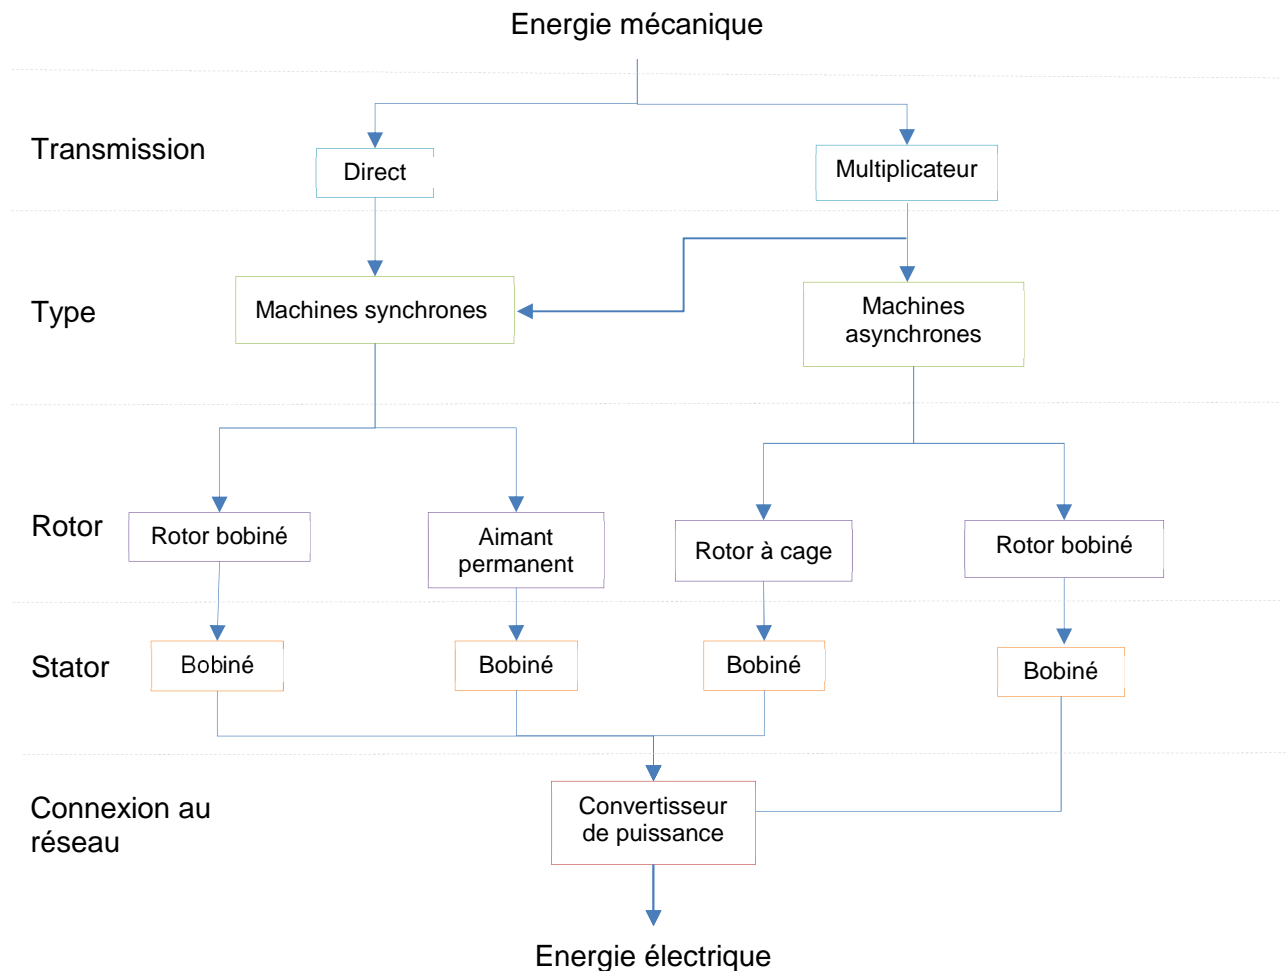 Energie mécanique
Transmission
Direct
Multiplicateur
Type
Machines synchrones
Machines
asynchrones
Rotor
Rotor bobiné
Aimant
permanent
Rotor à cage
Rotor bobiné
Stator
Bobiné
Bobiné
Bobiné
Bobiné
Connexion au
réseau
Convertisseur
de puissance
Energie électrique